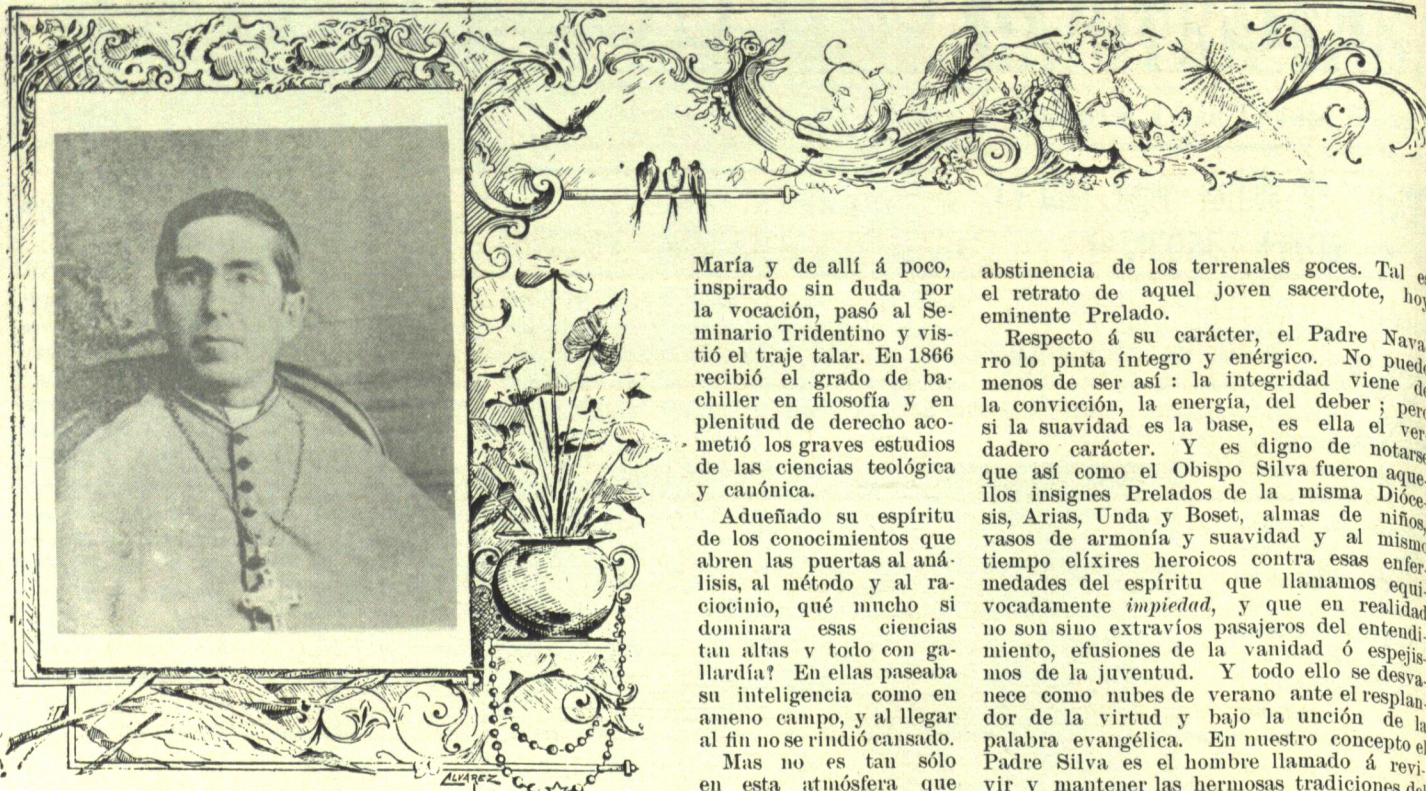 María y de allí á poco,
inspirado sin duda por
la vocación, pasó al Se-
minario Tridentino y vis-
tió el traje talar. En 1866
recibió el grado de ba-
chiller en filosofía y en
plenitud de derecho aco-
metió los graves estudios
de las ciencias teológica
y canónica.
Adueñado su espíritu
de los conocimientos que
abren las puertas al aná-
lisis, al método y al ra-
ciocinio, qué mucho si
dominara esas ciencias
tan altas y todo con ga-
llardía? En ellas paseaba
su inteligencia como en
ameno campo, y al llegar
al fin no se rindió cansado.
Mas no es tan sólo
en esta atmósfera que
abstinencia de los terrenales goces. Tal
el retrato de aquel joven sacerdote, hoy
eminente Prelado.
Respecto á su carácter, el Padre Nava
rro lo pinta íntegro y enérgico. No puede
menos de ser así : la integridad viene de
la convicción, la energía, del deber ; pero
si la suavidad es la base, es ella el ver
dadero carácter. Y es digno de notarse
que así como el Obispo Silva fueron aque-
llos insignes Prelados de la misma Dióce-
sis, Arias, Unda y Boset, almas de niños,
vasos de armonía y suavidad y al mismo
tiempo elíxires heroicos contra esas enfer-
medades del espíritu que llamamos equi-
vocadamente impiedad, y que en realidad
no son sino extravíos pasajeros del entendi-
miento, efusiones de la vanidad ó espejis-
mos de la juventud. Y todo ello se desva-
nece como nubes de verano ante el resplan-
dor de la virtud y bajo la unción de la
palabra evangélica. En nuestro concepto el
Padre Silva es el hombre llamado á revi-
vir y mantener las hermosas tradiciones de
ALVAREZ